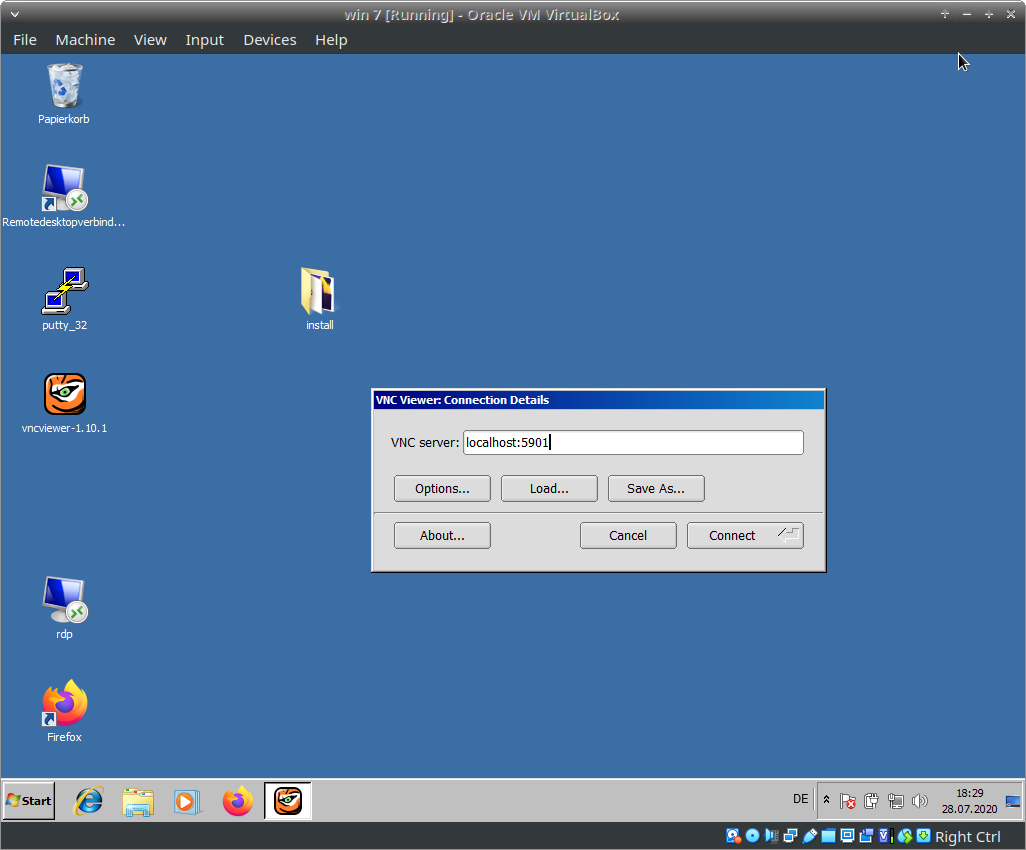 win 7 [Running] - Oracle VM VirtualBox
File Machine View Input Devices Help
Papierkorb
Remotedesktopverbind...
putty_32
install
vncviewer-1.10.1
VNC Viewer: Connection Details
VNC server: localhost:5901
Options... Load... Save As...
About... Cancel Connect
rdp
Firefox
Start
DE
18:29
28.07.2020
Right Ctrl